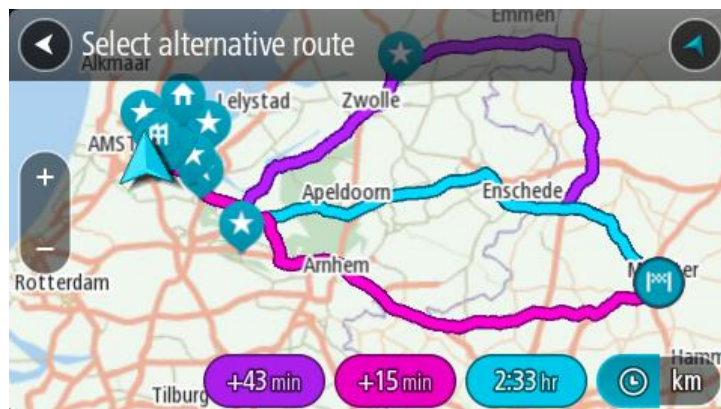 Emmen
Select alternative route
Alkmaar
Lelystad
Zwolle
AMST
+
Apeldoorn
Enschede
−
Arnhem
Rotterdam
Hamm
+43 min
+15 min
2:33 hr
km
Tilburg